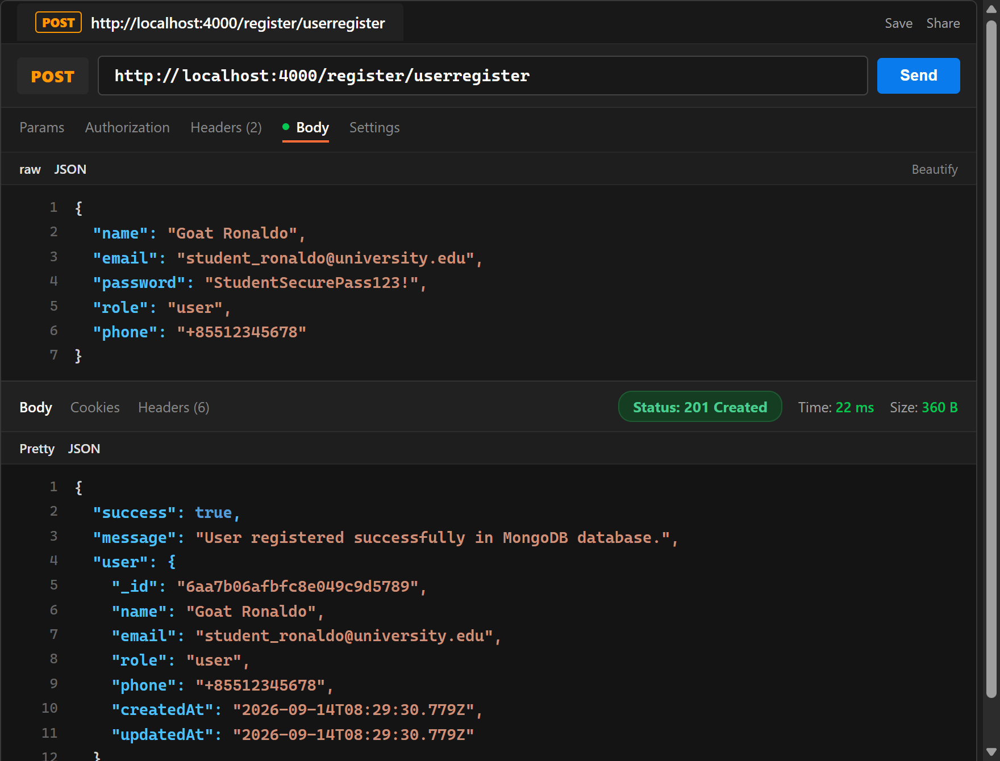 POST http://localhost:4000/register/userregister Save Share
POST http://localhost:4000/register/userregister Send
Params Authorization Headers (2) Body Settings
raw JSON Beautify
1 {
2 "name": "Goat Ronaldo",
3 "email": "student_ronaldo@university.edu",
4 "password": "StudentSecurePass123!",
5 "role": "user",
6 "phone": "+85512345678"
7 }
Body Cookies Headers (6) Status: 201 Created Time: 22 ms Size: 360 B
Pretty JSON
1 {
2 "success": true,
3 "message": "User registered successfully in MongoDB database.",
4 "user": {
5 "_id": "6aa7b06afbfc8e049c9d5789",
6 "name": "Goat Ronaldo",
7 "email": "student_ronaldo@university.edu",
8 "role": "user",
9 "phone": "+85512345678",
10 "createdAt": "2026-09-14T08:29:30.779Z",
11 "updatedAt": "2026-09-14T08:29:30.779Z"
12 }